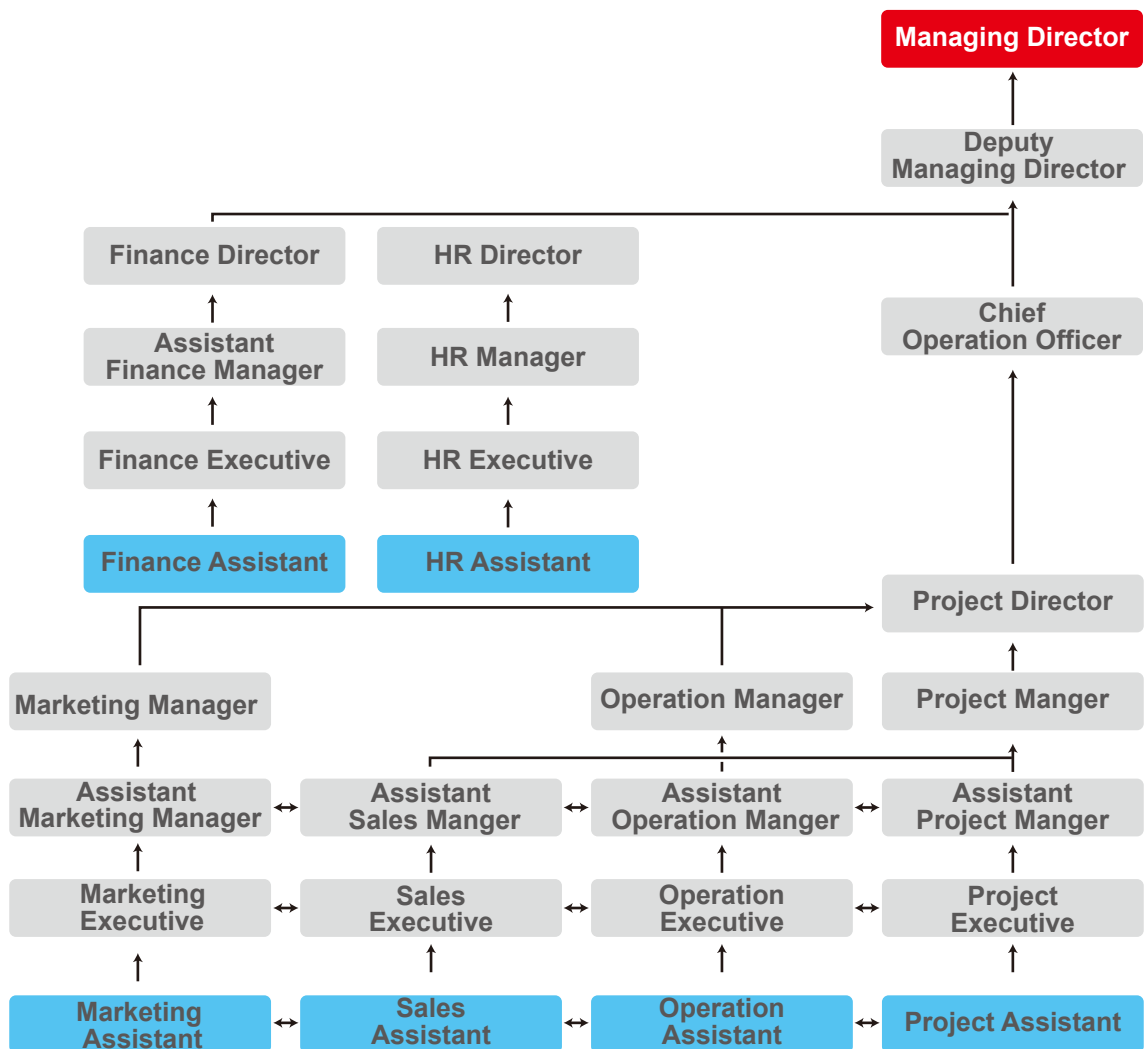 Managing Director
Deputy
Managing Director
Finance Director
HR Director
Chief
Operation Officer
Assistant
Finance Manager
HR Manager
Finance Executive
HR Executive
Finance Assistant
HR Assistant
Project Director
Marketing Manager
Operation Manager
Project Manger
Assistant
Marketing Manager
Assistant
Sales Manger
Assistant
Operation Manger
Assistant
Project Manger
Marketing
Executive
Sales
Executive
Operation
Executive
Project
Executive
Marketing
Assistant
Sales
Assistant
Operation
Assistant
Project Assistant